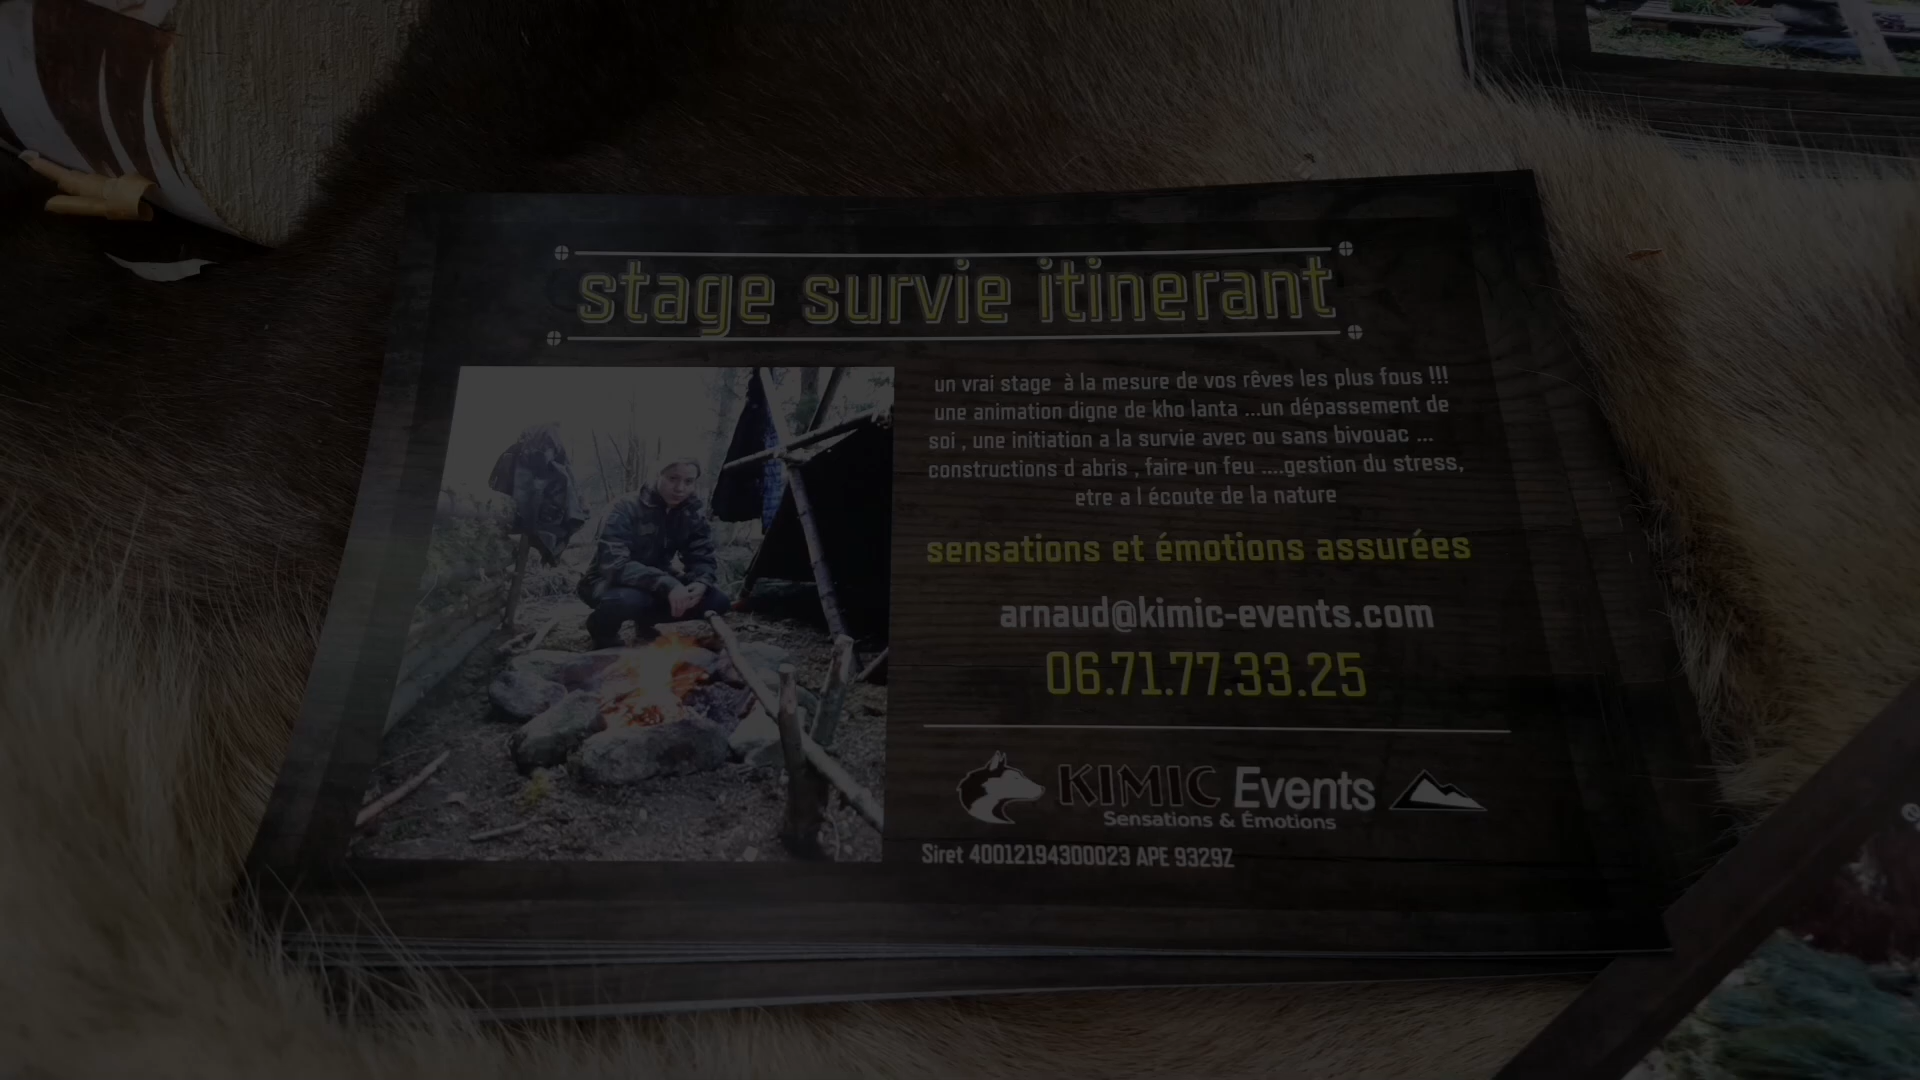 stage survie itinerant
un vrai stage à la mesure de vos rêves les plus fous !!!
une animation digne de kho lanta ...un dépassement de
soi , une initiation a la survie avec ou sans bivouac ...
constructions d abris , faire un feu ....gestion du stress,
etre a l écoute de la nature
sensations et émotions assurées
arnaud@kimic-events.com
06.71.77.33.25
KIMIC Events
Sensations & Émotions
Siret 40012194300023 APE 9329Z